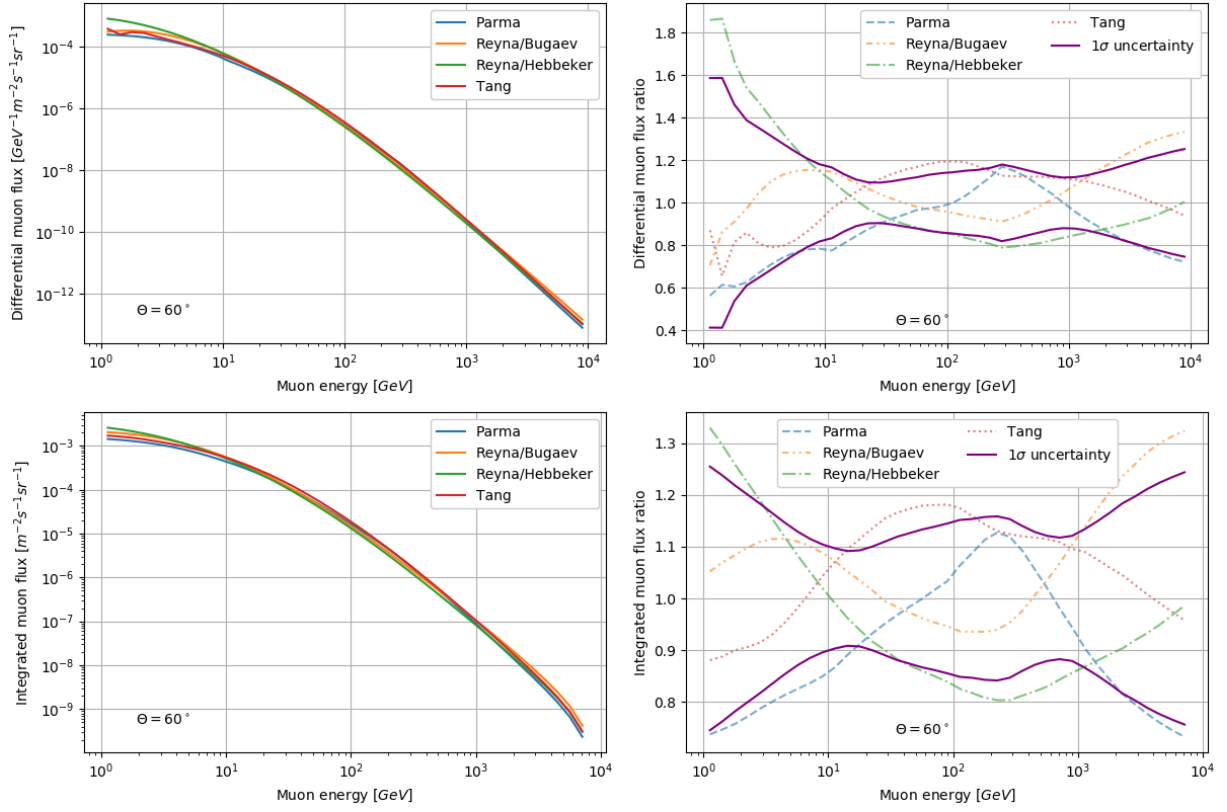 Differential muon flux [GeV⁻¹m⁻²s⁻¹sr⁻¹]
10⁻⁴
10⁻⁶
10⁻⁸
10⁻¹⁰
10⁻¹²
Parma
Reyna/Bugaev
Reyna/Hebbeker
Tang
Θ = 60°
10⁰ 10¹ 10² 10³ 10⁴
Muon energy [GeV]
Differential muon flux ratio
1.8
1.6
1.4
1.2
1.0
0.8
0.6
0.4
Parma
Reyna/Bugaev
Reyna/Hebbeker
Tang
1σ uncertainty
Θ = 60°
10⁰ 10¹ 10² 10³ 10⁴
Muon energy [GeV]
Integrated muon flux [m⁻²s⁻¹sr⁻¹]
10⁻³
10⁻⁴
10⁻⁵
10⁻⁶
10⁻⁷
10⁻⁸
10⁻⁹
Parma
Reyna/Bugaev
Reyna/Hebbeker
Tang
Θ = 60°
10⁰ 10¹ 10² 10³ 10⁴
Muon energy [GeV]
Integrated muon flux ratio
1.3
1.2
1.1
1.0
0.9
0.8
Parma
Reyna/Bugaev
Reyna/Hebbeker
Tang
1σ uncertainty
Θ = 60°
10⁰ 10¹ 10² 10³ 10⁴
Muon energy [GeV]